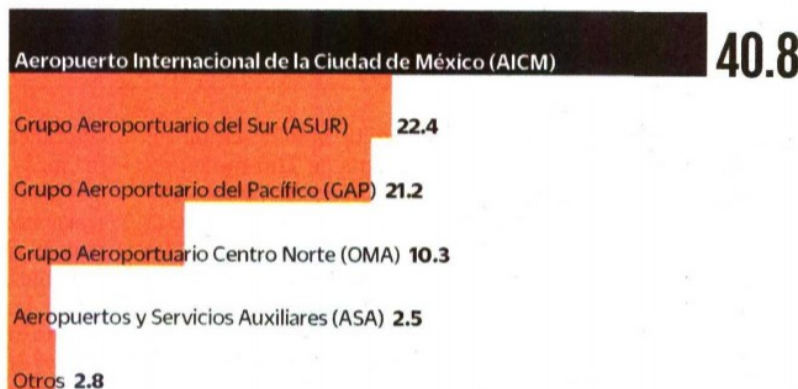 Aeropuerto Internacional de la Ciudad de México (AICM) 40.8
Grupo Aeroportuario del Sur (ASUR) 22.4
Grupo Aeroportuario del Pacífico (GAP) 21.2
Grupo Aeroportuario Centro Norte (OMA) 10.3
Aeropuertos y Servicios Auxiliares (ASA) 2.5
Otros 2.8